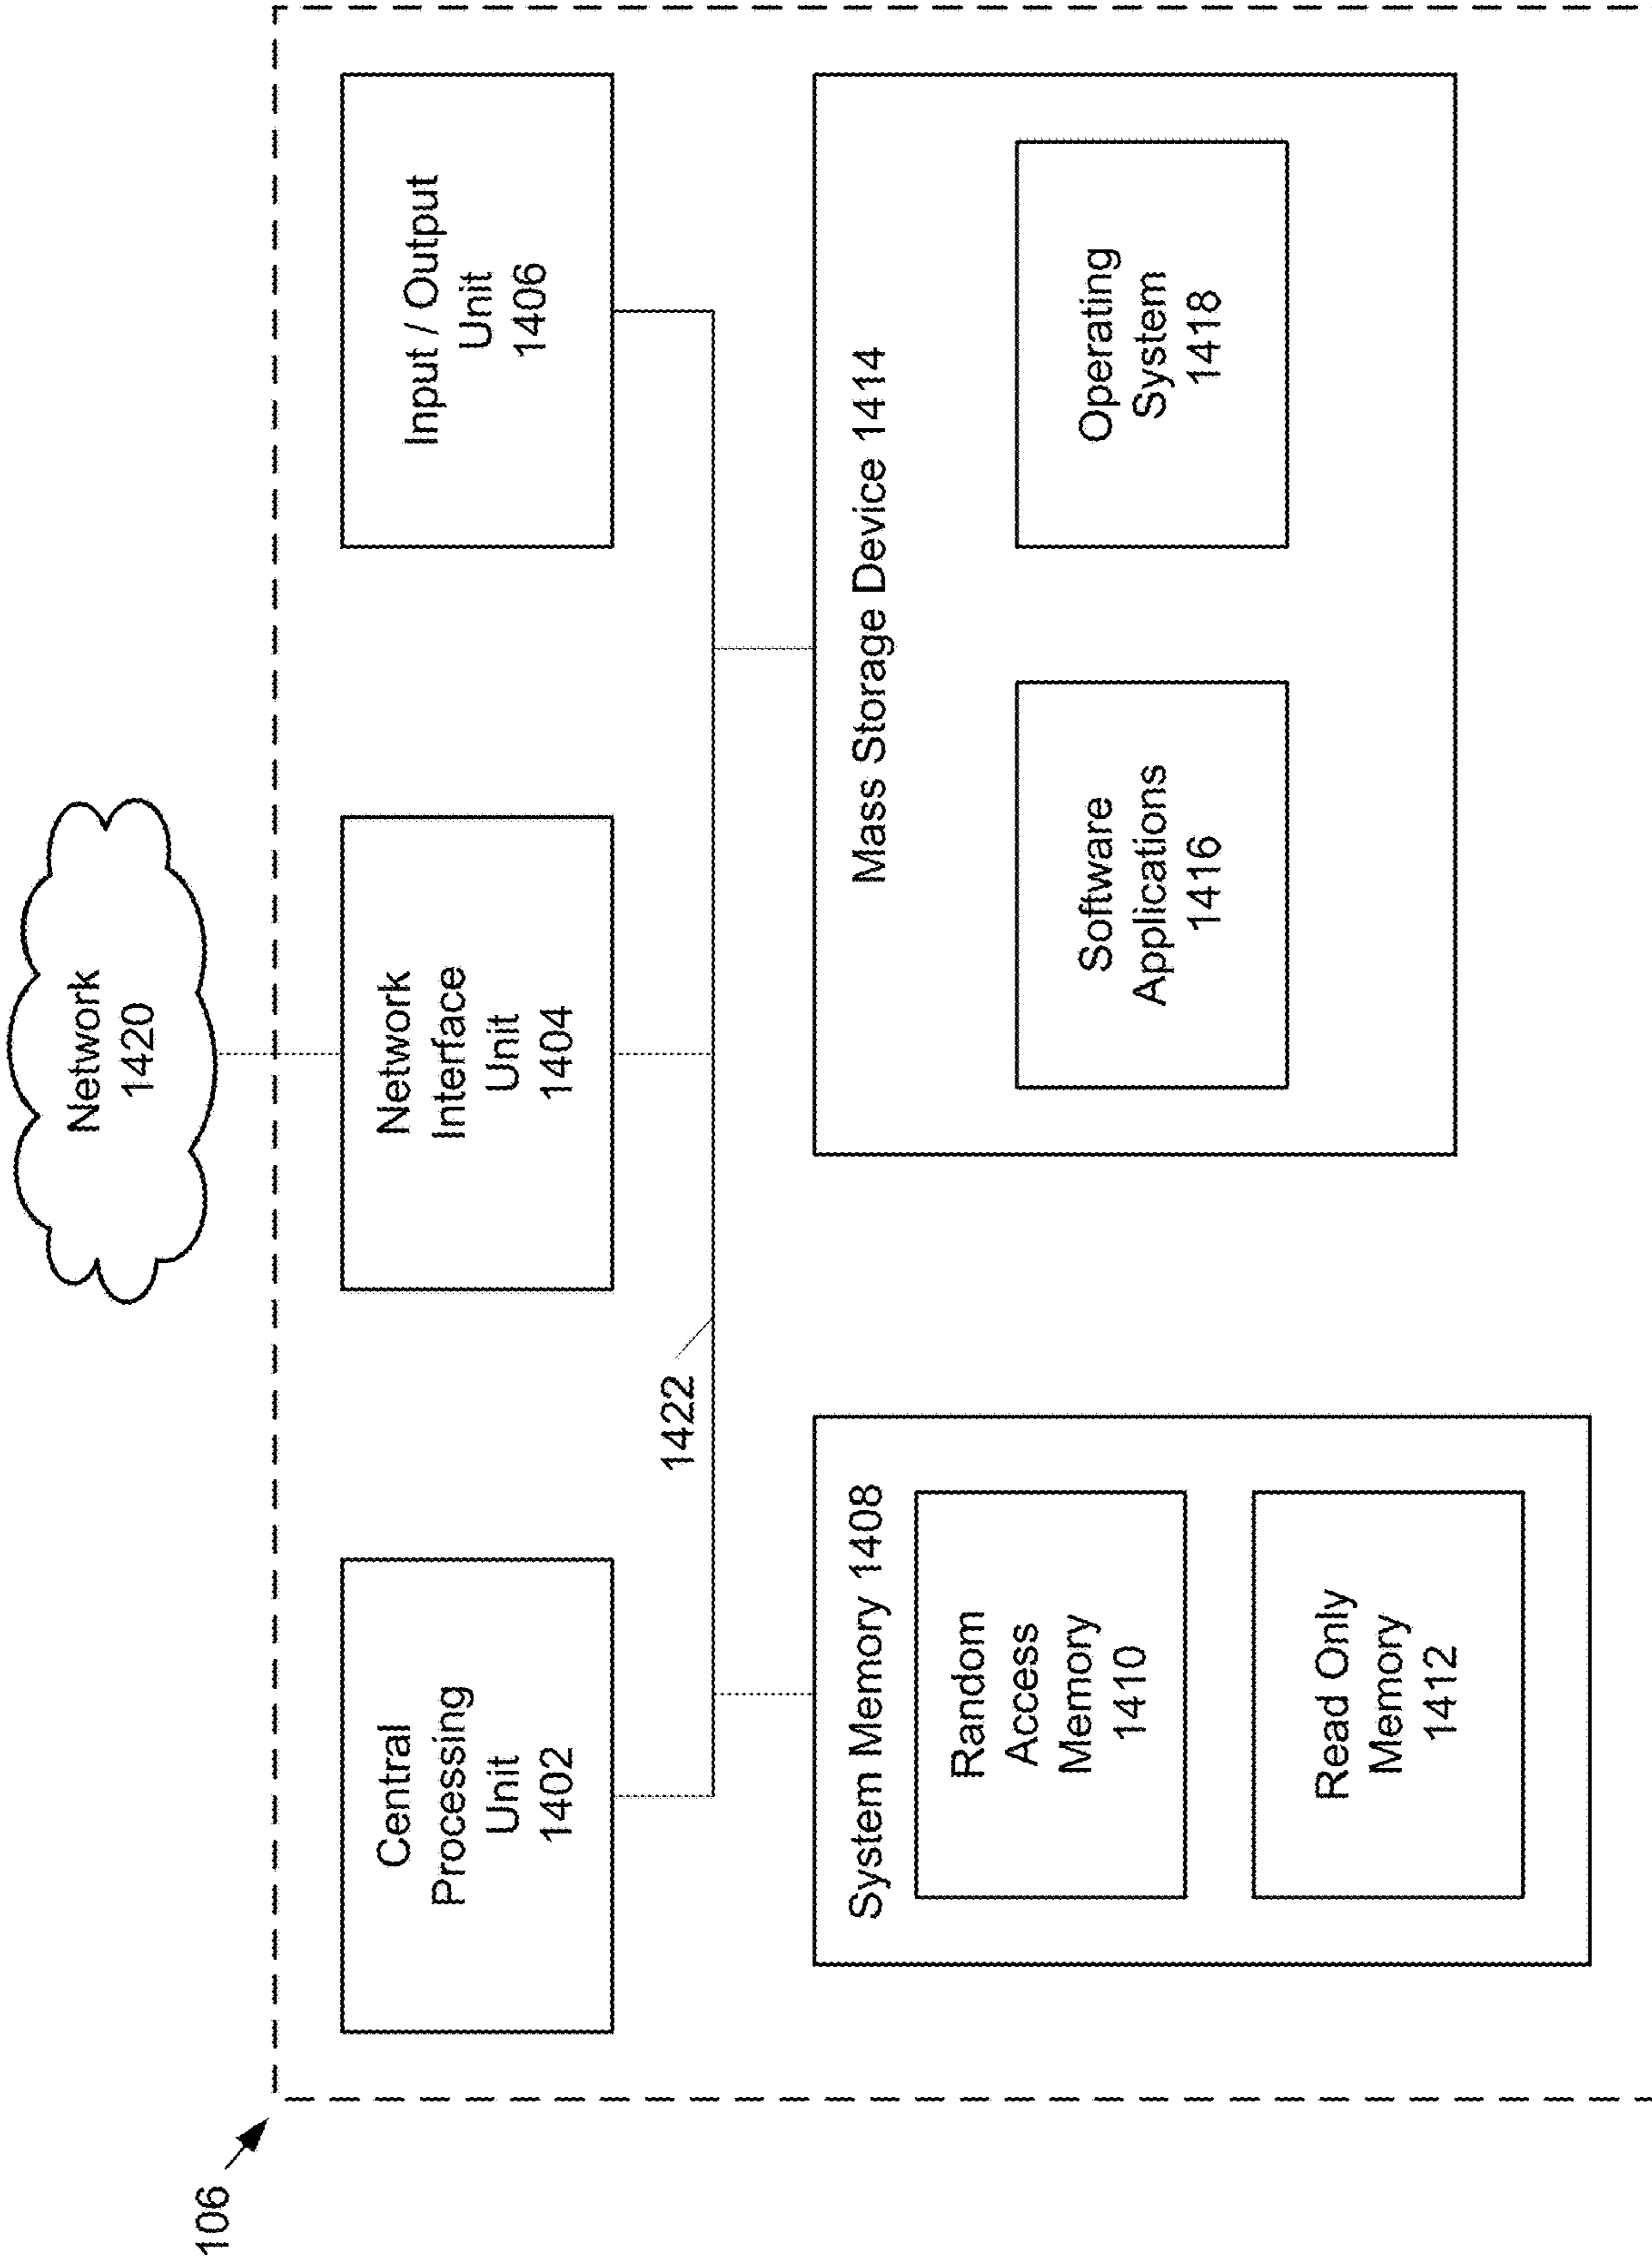 106
Network
1420
Central
Processing
Unit
1402
Network
Interface
Unit
1404
Input / Output
Unit
1406
1422
System Memory 1408
Random
Access
Memory
1410
Read Only
Memory
1412
Mass Storage Device 1414
Software
Applications
1416
Operating
System
1418